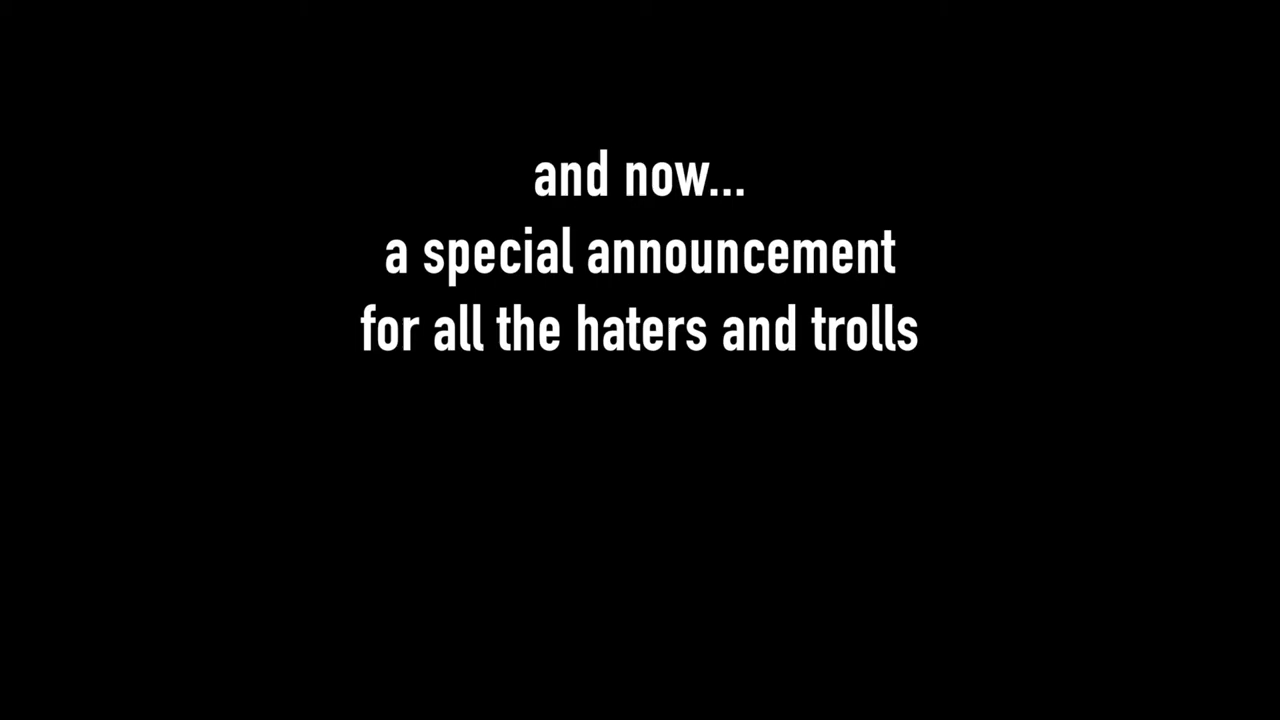 and now...
a special announcement
for all the haters and trolls